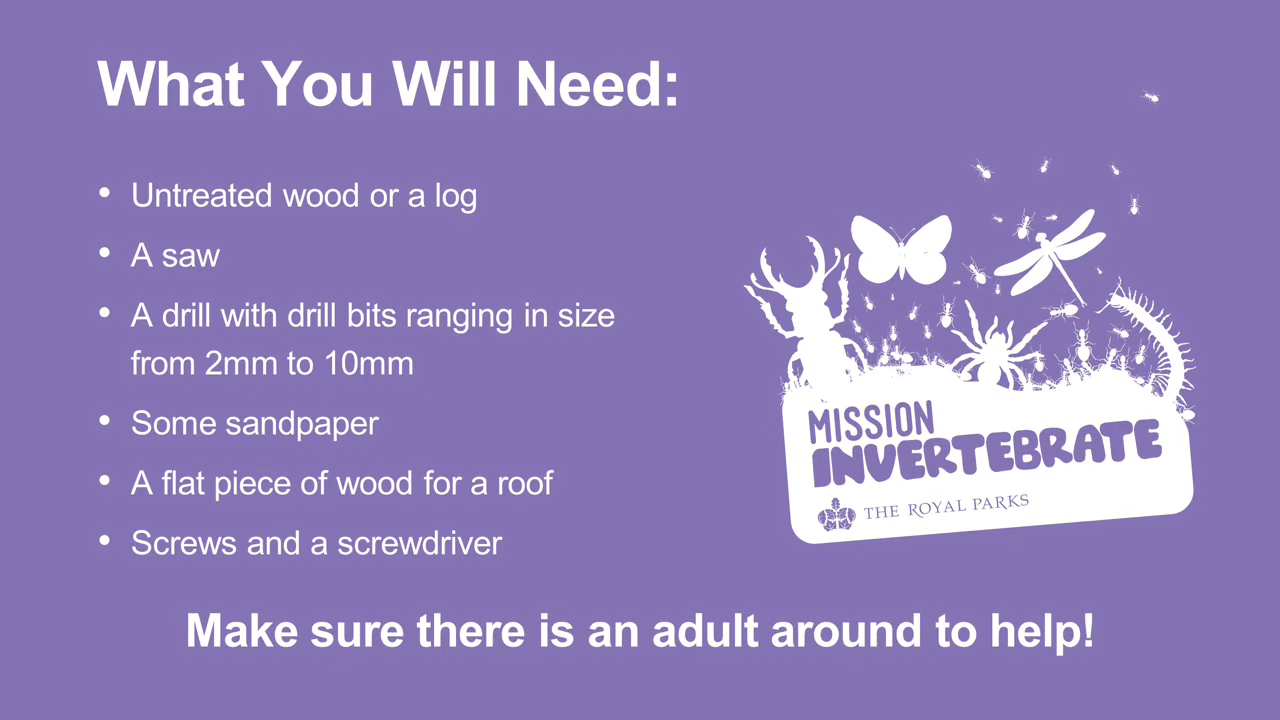 What You Will Need:
• Untreated wood or a log
• A saw
• A drill with drill bits ranging in size
from 2mm to 10mm
• Some sandpaper
• A flat piece of wood for a roof
• Screws and a screwdriver
MISSION
INVERTEBRATE
THE ROYAL PARKS
Make sure there is an adult around to help!